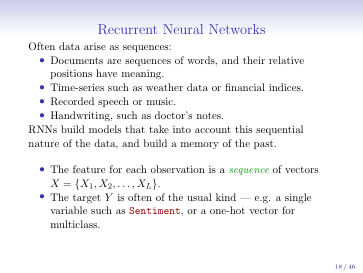 Recurrent Neural Networks
Often data arise as sequences:
• Documents are sequences of words, and their relative
positions have meaning.
• Time-series such as weather data or financial indices.
• Recorded speech or music.
• Handwriting, such as doctor's notes.
RNNs build models that take into account this sequential
nature of the data, and build a memory of the past.
• The feature for each observation is a sequence of vectors
X = {X₁, X₂, . . . , X_L}.
• The target Y is often of the usual kind — e.g. a single
variable such as Sentiment, or a one-hot vector for
multiclass.
18 / 46